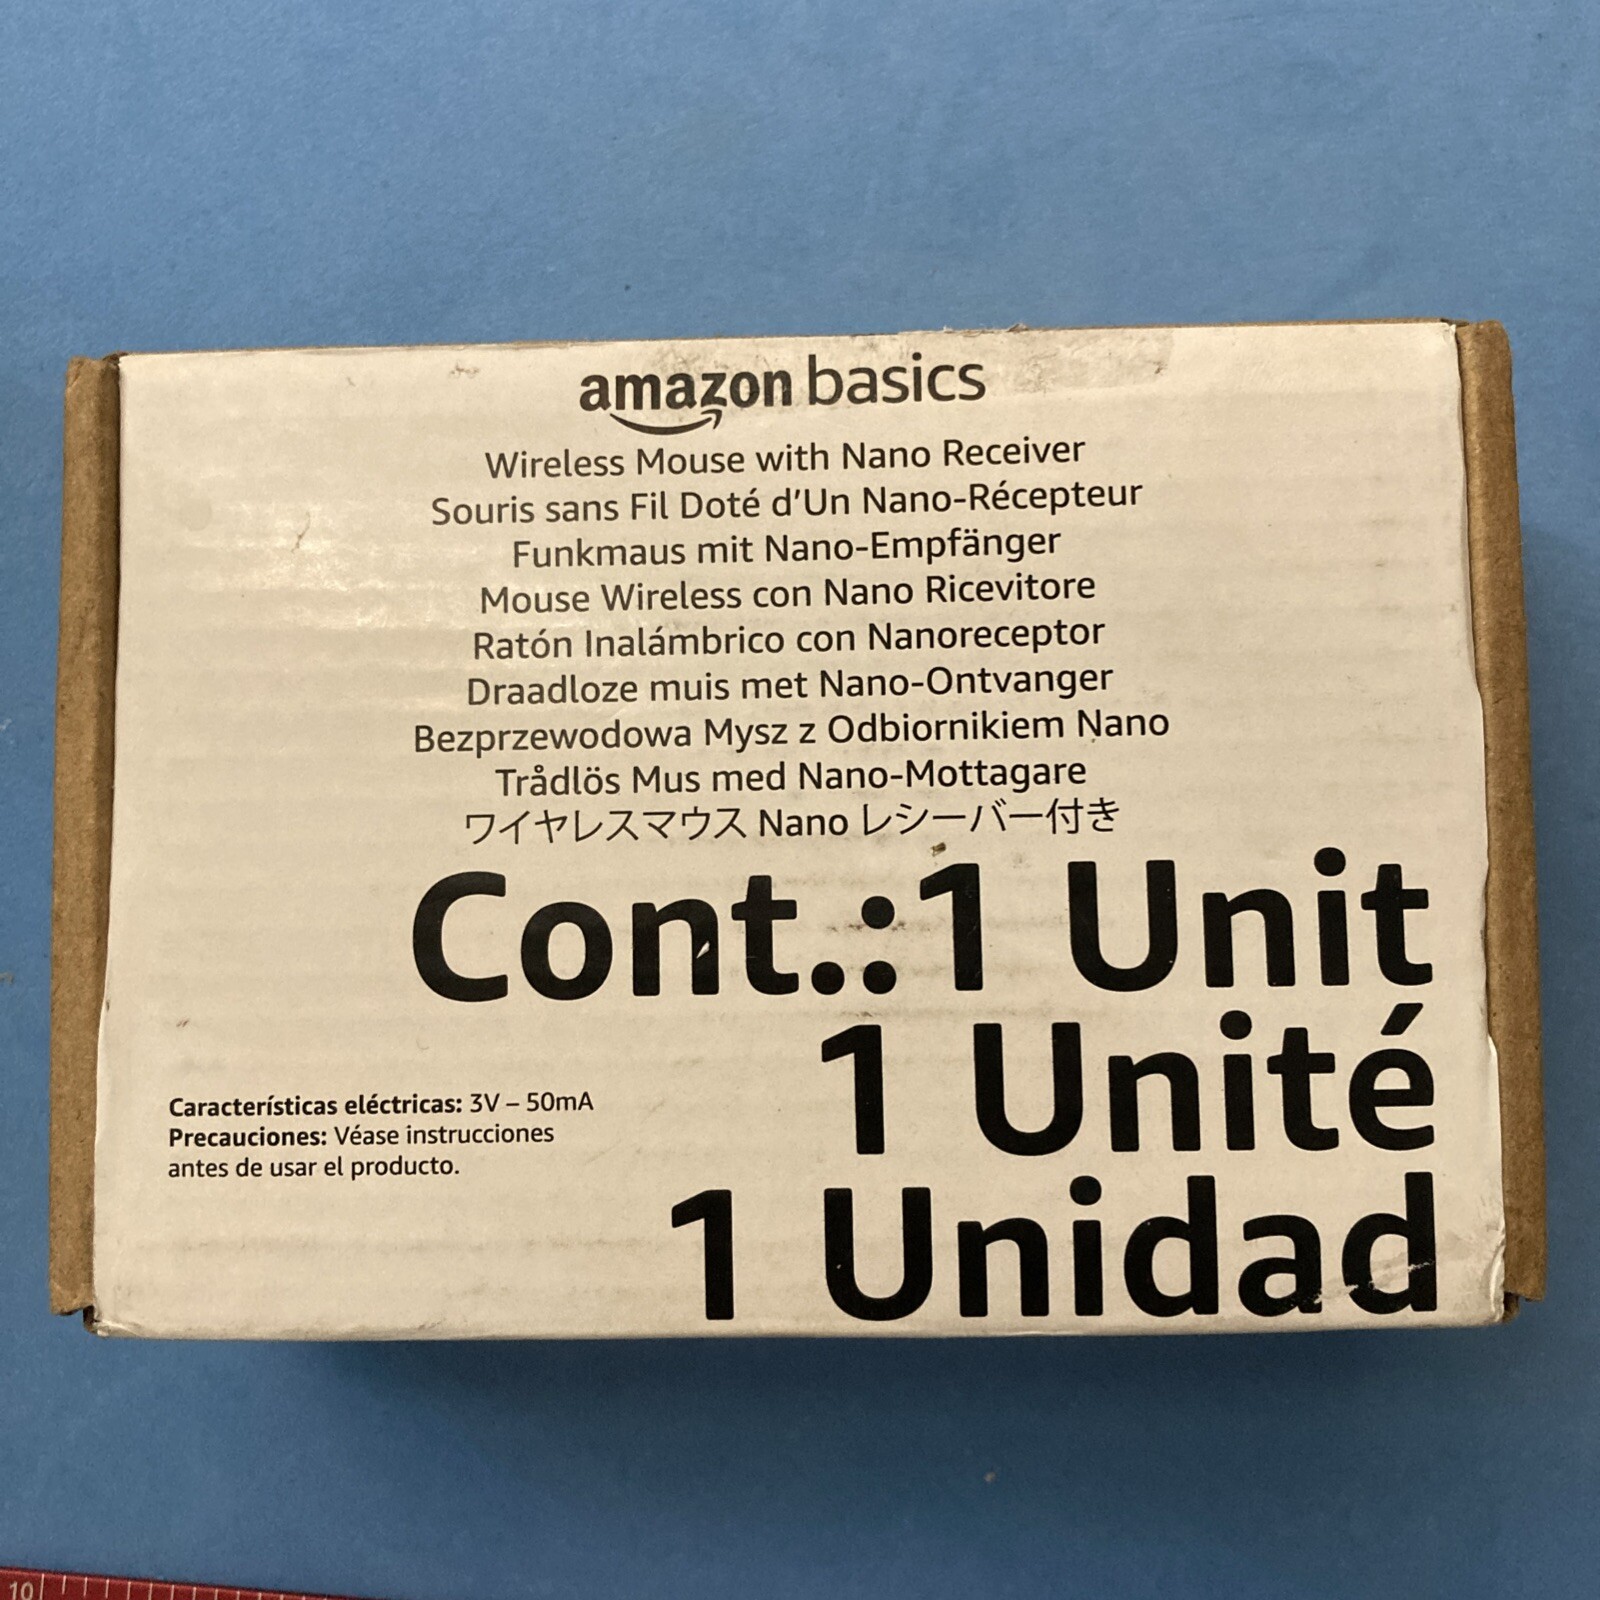 amazon basics
Wireless Mouse with Nano Receiver
Souris sans Fil Doté d'Un Nano-Récepteur
Funkmaus mit Nano-Empfänger
Mouse Wireless con Nano Ricevitore
Ratón Inalámbrico con Nanoreceptor
Draadloze muis met Nano-Ontvanger
Bezprzewodowa Mysz z Odbiornikiem Nano
Trådlös Mus med Nano-Mottagare
ワイヤレスマウス Nano レシーバー付き
Cont.:1 Unit
1 Unité
1 Unidad
Características eléctricas: 3V – 50mA
Precauciones: Véase instrucciones
antes de usar el producto.
10